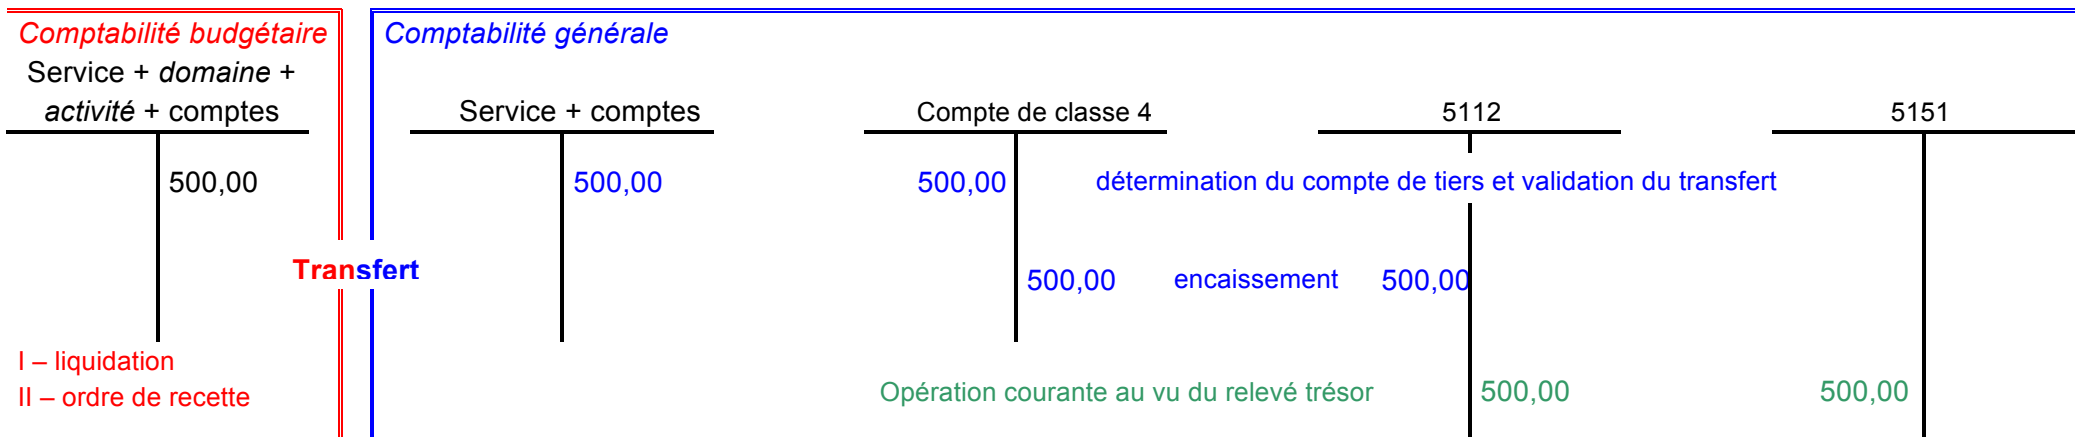 Comptabilité budgétaire
Comptabilité générale
Service + domaine +
activité + comptes
Service + comptes
Compte de classe 4
5112
5151
500,00
500,00
500,00
détermination du compte de tiers et validation du transfert
Transfert
500,00
encaissement
500,00
I – liquidation
II – ordre de recette
Opération courante au vu du relevé trésor
500,00
500,00